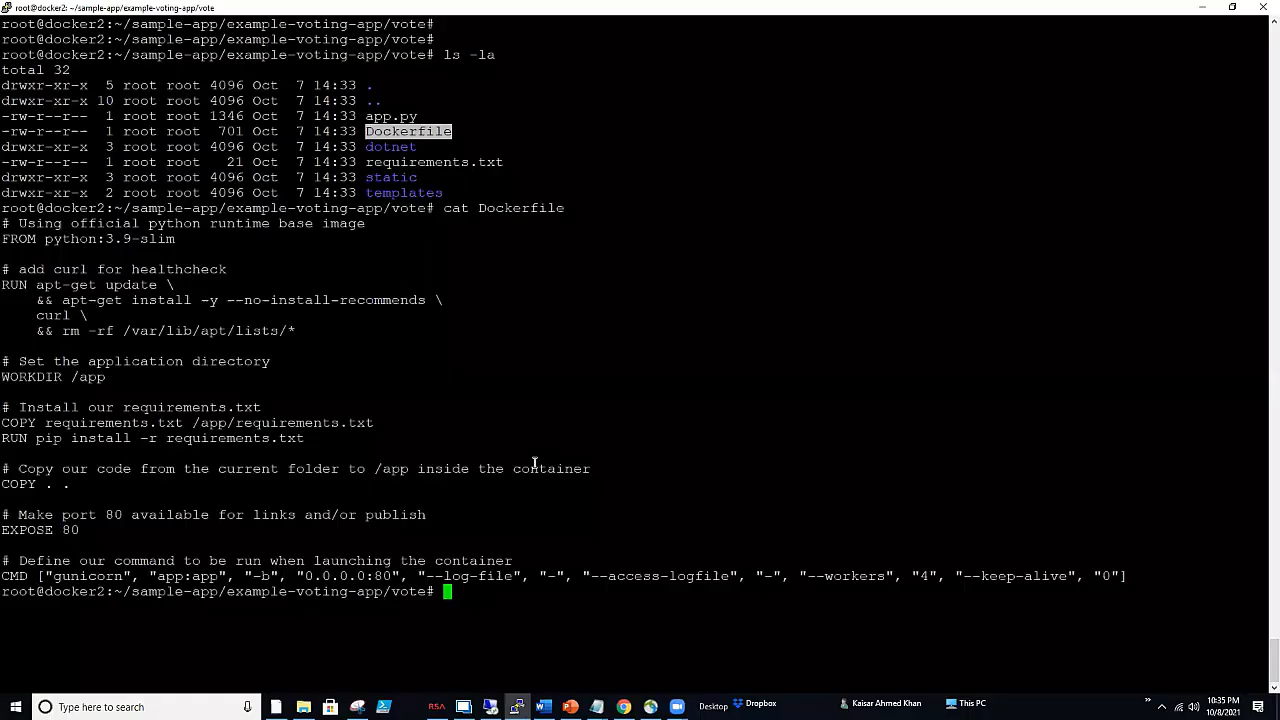 root@docker2: ~/sample-app/example-voting-app/vote
root@docker2:~/sample-app/example-voting-app/vote#
root@docker2:~/sample-app/example-voting-app/vote#
root@docker2:~/sample-app/example-voting-app/vote# ls -la
total 32
drwxr-xr-x  5 root root 4096 Oct  7 14:33 .
drwxr-xr-x 10 root root 4096 Oct  7 14:33 ..
-rw-r--r--  1 root root 1346 Oct  7 14:33 app.py
-rw-r--r--  1 root root  701 Oct  7 14:33 Dockerfile
drwxr-xr-x  3 root root 4096 Oct  7 14:33 dotnet
-rw-r--r--  1 root root   21 Oct  7 14:33 requirements.txt
drwxr-xr-x  3 root root 4096 Oct  7 14:33 static
drwxr-xr-x  2 root root 4096 Oct  7 14:33 templates
root@docker2:~/sample-app/example-voting-app/vote# cat Dockerfile
# Using official python runtime base image
FROM python:3.9-slim
# add curl for healthcheck
RUN apt-get update \
    && apt-get install -y --no-install-recommends \
    curl \
    && rm -rf /var/lib/apt/lists/*
# Set the application directory
WORKDIR /app
# Install our requirements.txt
COPY requirements.txt /app/requirements.txt
RUN pip install -r requirements.txt
# Copy our code from the current folder to /app inside the container
COPY . .
# Make port 80 available for links and/or publish
EXPOSE 80
# Define our command to be run when launching the container
CMD ["gunicorn", "app:app", "-b", "0.0.0.0:80", "--log-file", "-", "--access-logfile", "-", "--workers", "4", "--keep-alive", "0"]
root@docker2:~/sample-app/example-voting-app/vote#
Type here to search
RSA
Desktop
Dropbox
Kaisar Ahmed Khan
This PC
10:35 PM
10/8/2021